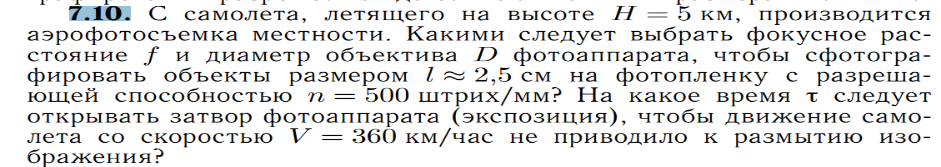 7.10. С самолета, летящего на высоте H = 5 км, производится
аэрофотосъемка местности. Какими следует выбрать фокусное рас-
стояние f и диаметр объектива D фотоаппарата, чтобы сфотогра-
фировать объекты размером l ≈ 2,5 см на фотопленку с разреша-
ющей способностью n = 500 штрих/мм? На какое время τ следует
открывать затвор фотоаппарата (экспозиция), чтобы движение само-
лета со скоростью V = 360 км/час не приводило к размытию изо-
бражения?